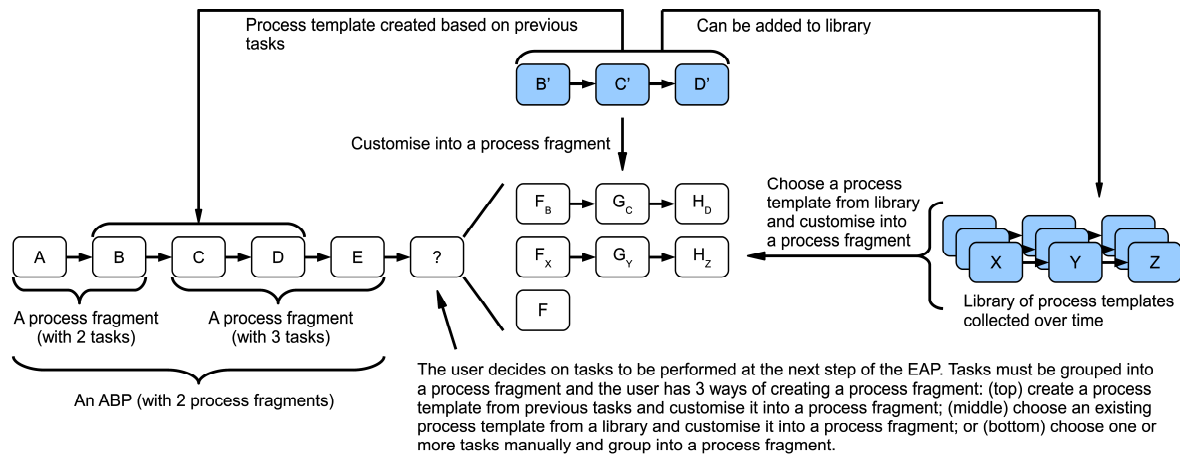 Process template created based on previous
tasks
Can be added to library
B’
C’
D’
Customise into a process fragment
Choose a process
template from library
and customise into
a process fragment
F_B
G_C
H_D
A
B
C
D
E
?
F_X
G_Y
H_Z
X
Y
Z
F
A process fragment
(with 2 tasks)
A process fragment
(with 3 tasks)
Library of process templates
collected over time
An ABP (with 2 process fragments)
The user decides on tasks to be performed at the next step of the EAP. Tasks must be grouped into
a process fragment and the user has 3 ways of creating a process fragment: (top) create a process
template from previous tasks and customise it into a process fragment; (middle) choose an existing
process template from a library and customise it into a process fragment; or (bottom) choose one or
more tasks manually and group into a process fragment.